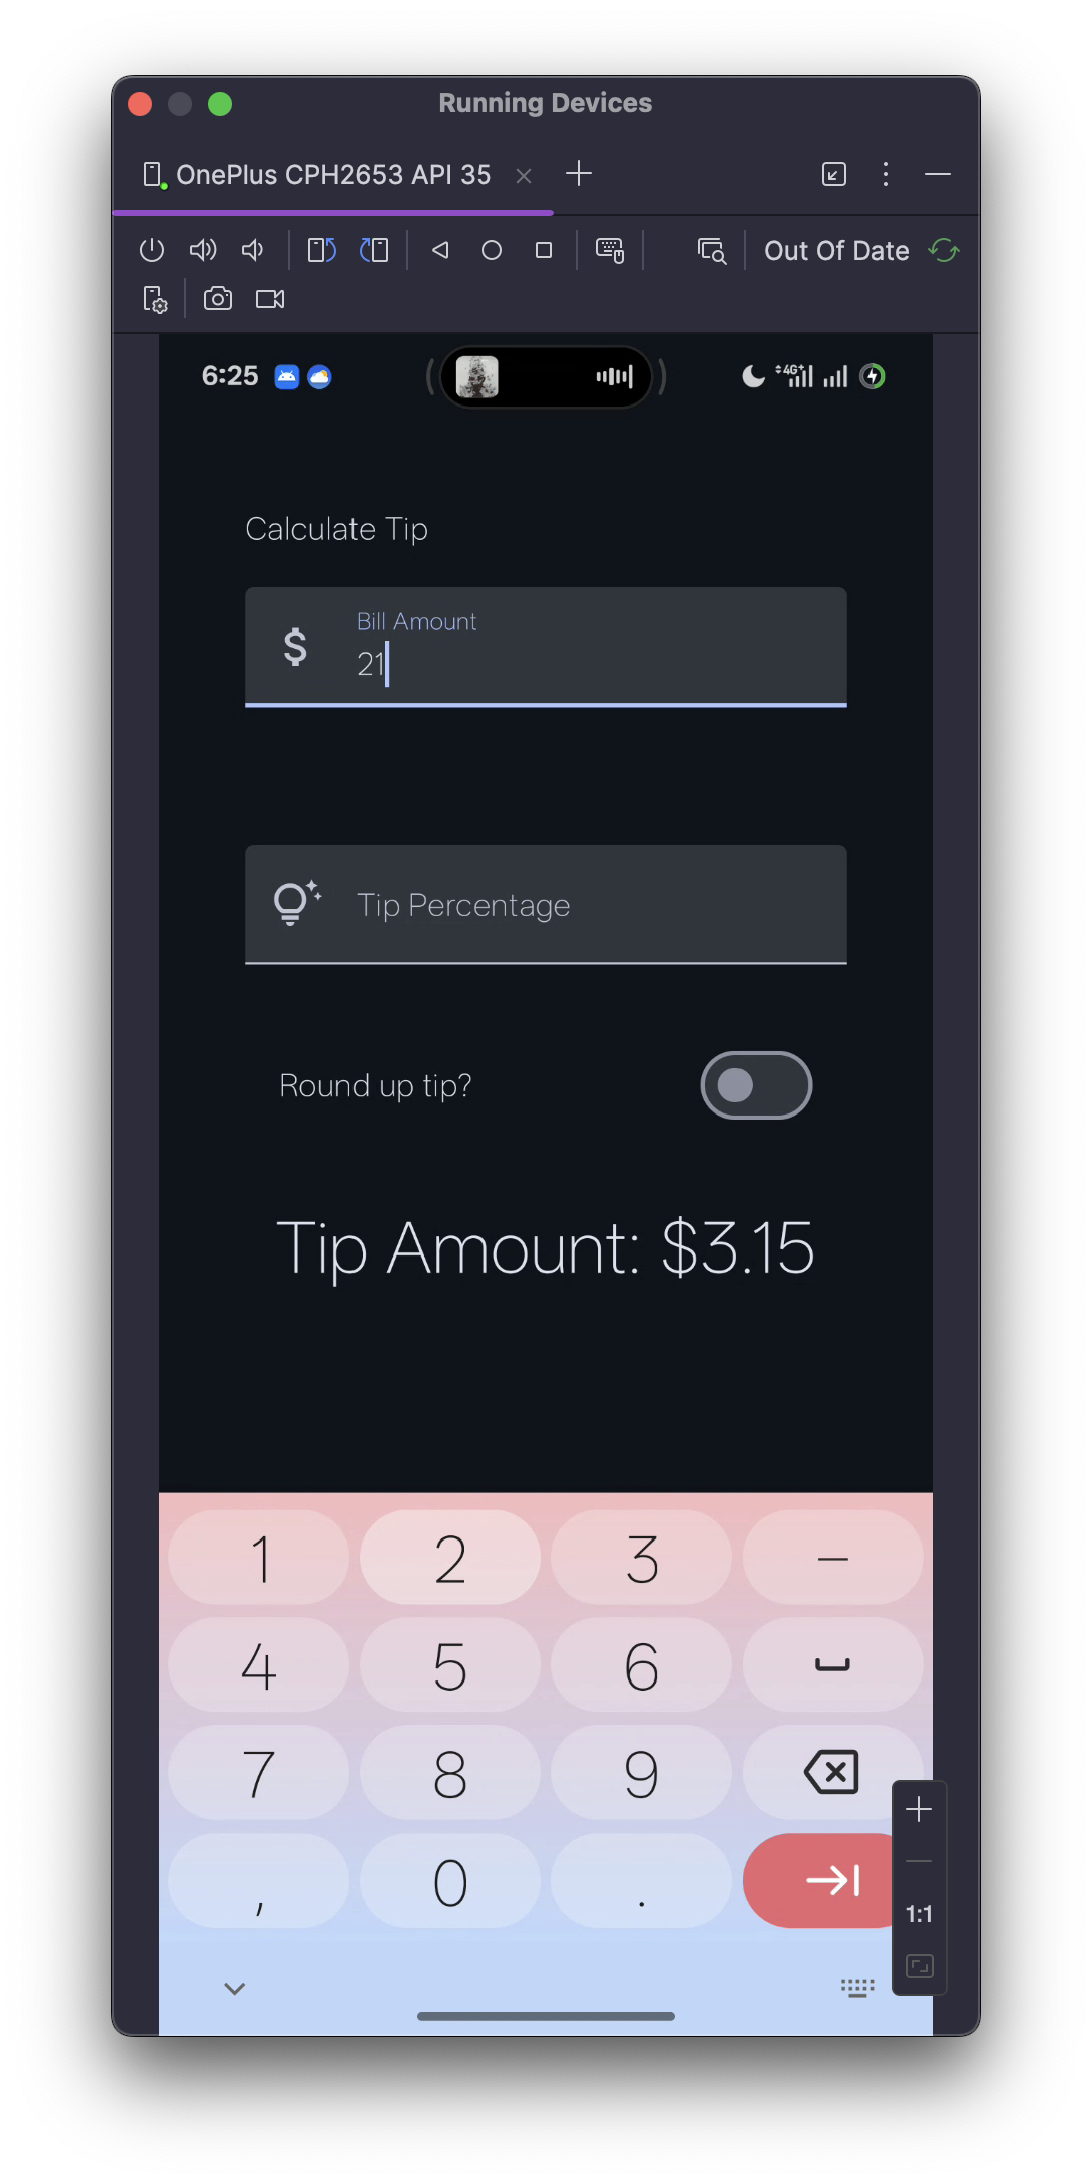 Running Devices
OnePlus CPH2653 API 35
Out Of Date
6:25
4G+
Calculate Tip
$ Bill Amount
21
Tip Percentage
Round up tip?
Tip Amount: $3.15
1 2 3 –
4 5 6
7 8 9
, 0 .
1:1